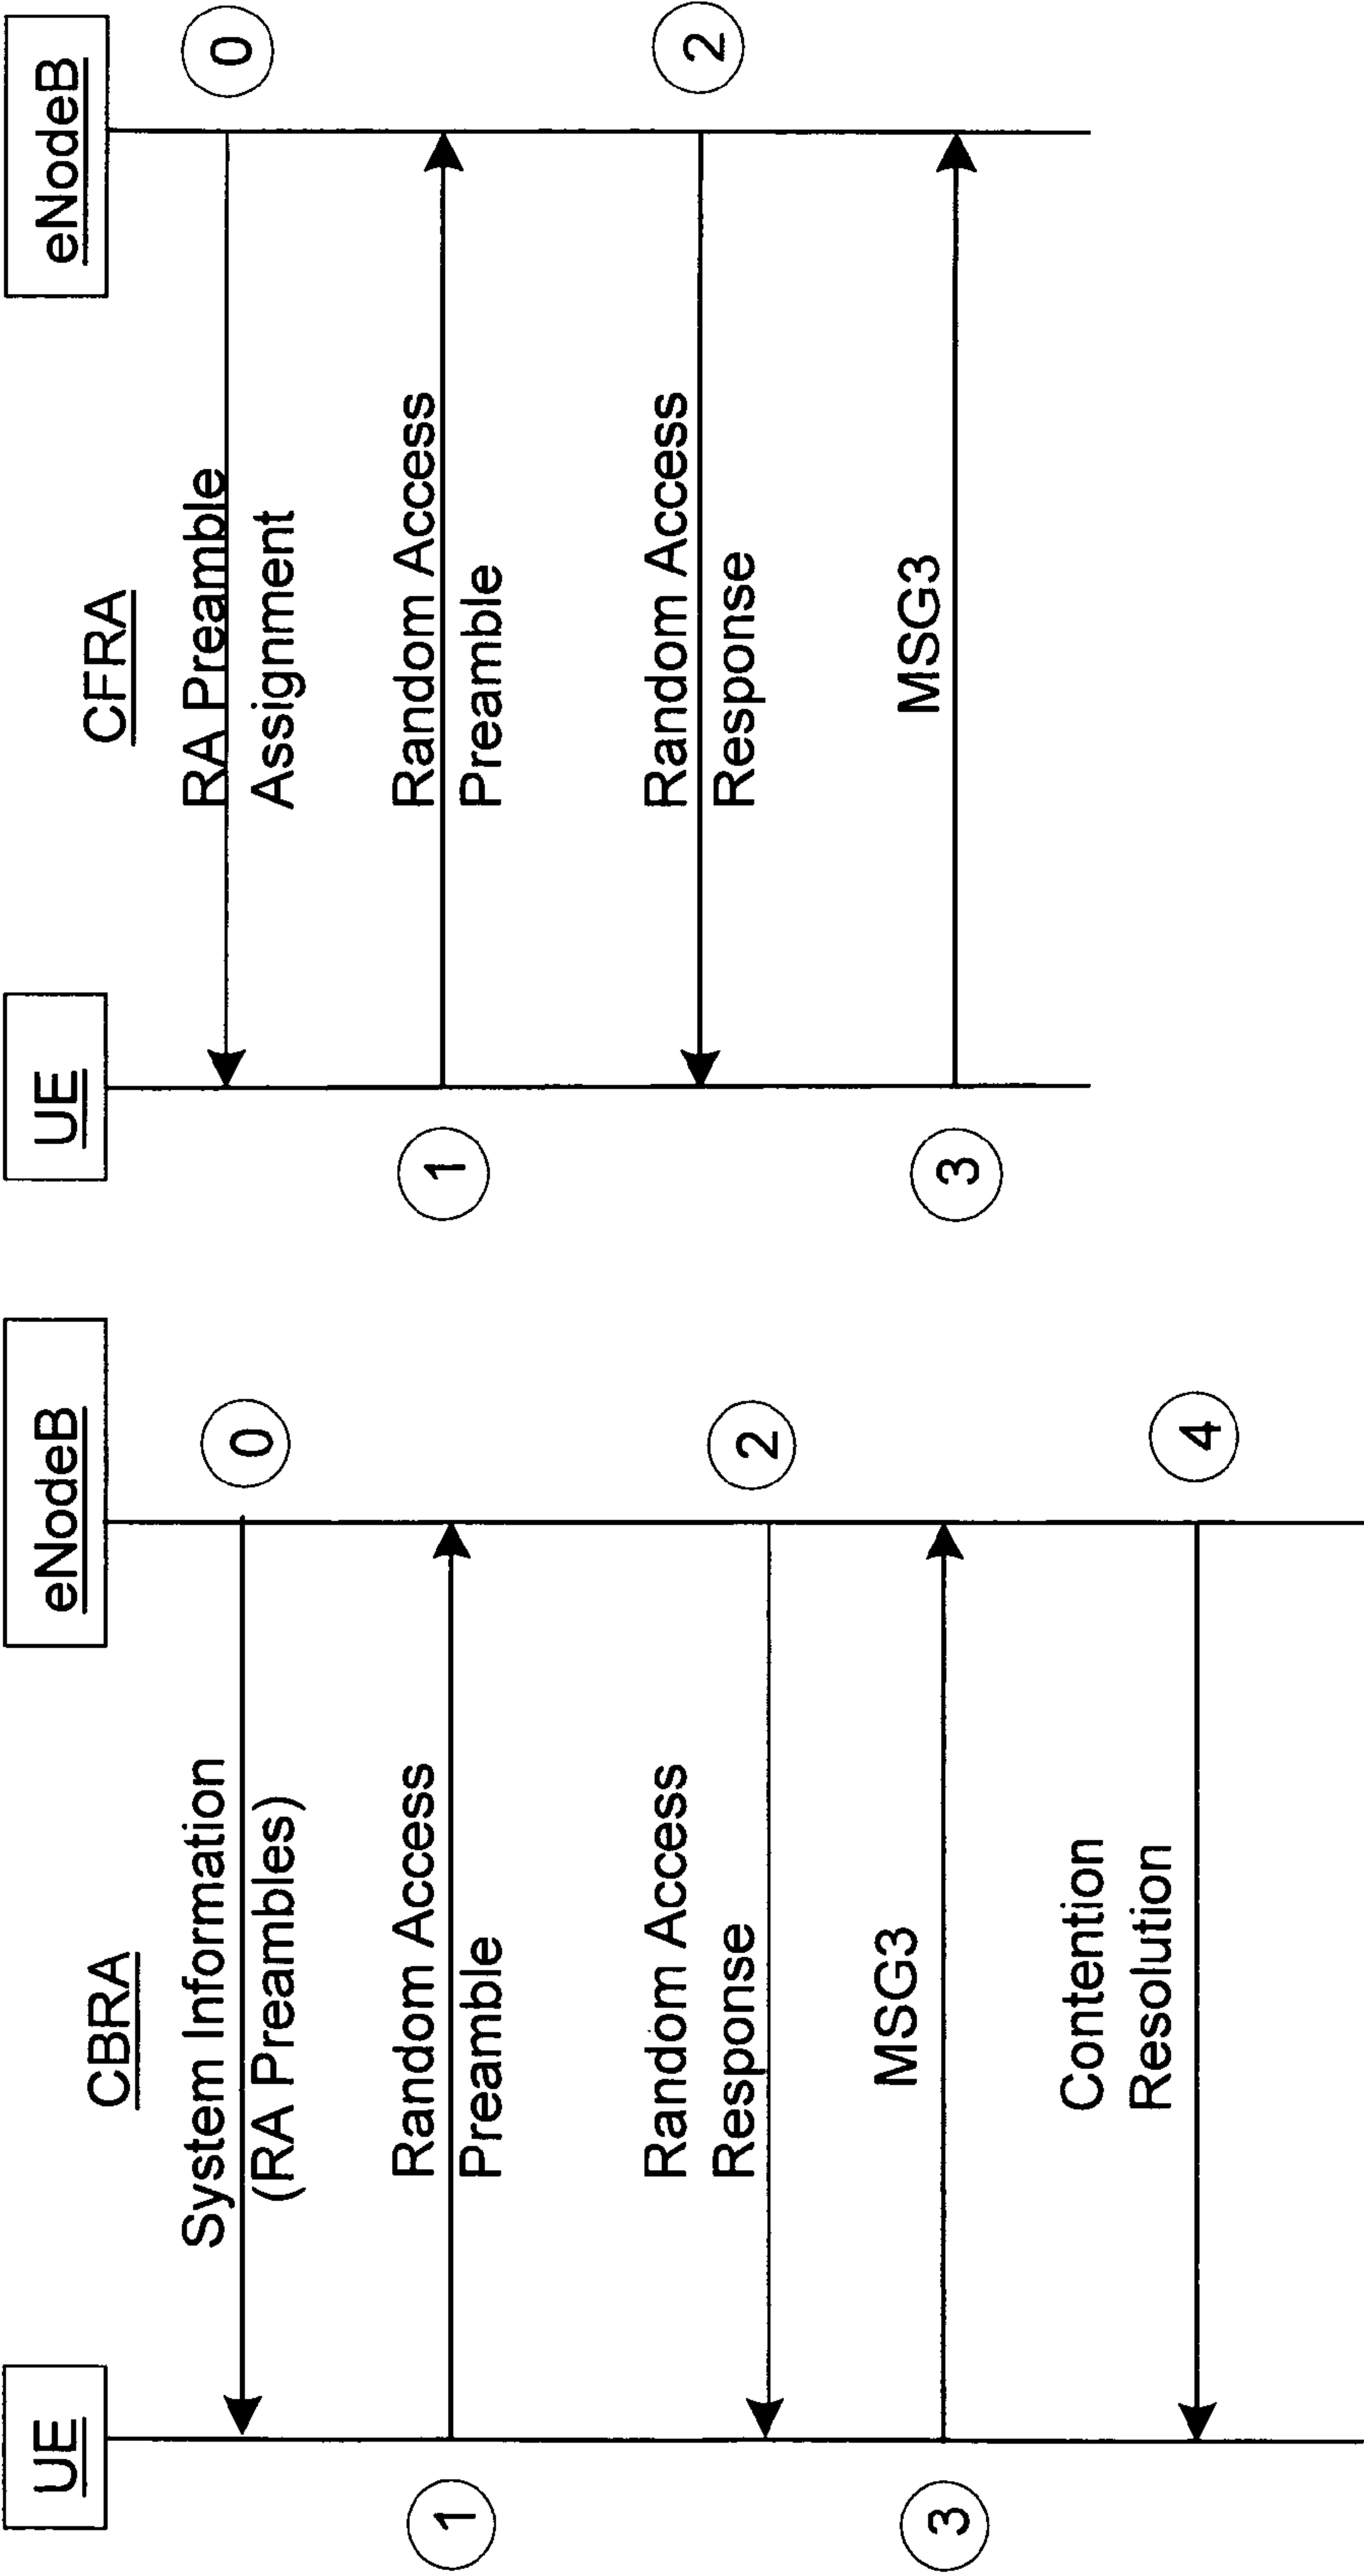 CBRA
UE
eNodeB
0
System Information
(RA Preambles)
1
Random Access
Preamble
2
Random Access
Response
3
MSG3
4
Contention
Resolution
CFRA
UE
eNodeB
0
RA Preamble
Assignment
1
Random Access
Preamble
2
Random Access
Response
3
MSG3